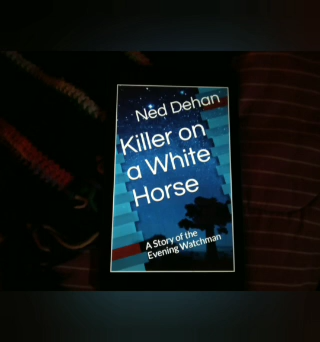 Ned Dehan
Killer on
a White
Horse
A Story of the
Evening Watchman